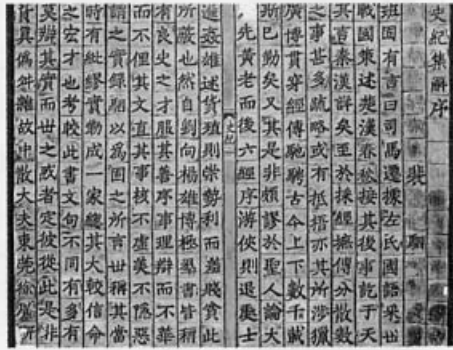 史紀集解序
裴駰
班固有言曰司馬遷據左氏國語采世
戰國策述楚漢春秋接其後事訖于天
其言秦漢詳矣至於採經摭傳分散數
之事甚多疏略或有抵捂亦其所涉獵
廣博貫穿經傳馳騁古今上下數千載
斯已勤矣又其是非頗謬於聖人論大
先黃老而後六經序游俠則退處士
進姦雄述貨殖則崇勢利而羞賤貧此
所蔽也然自劉向楊雄博極羣書皆稱
有良史之才服其善序事理辯而不華
而不俚其文直其事核不虛美不隱惡
謂之實錄駰以為固之所言世稱其當
時有紕繆實勒成一家總其大較信命
之宏才也考較此書文句不同有多有
莫辯其實而世之惑者定彼從此是非
貿真偽舛雜故中散大夫東莞徐廣研